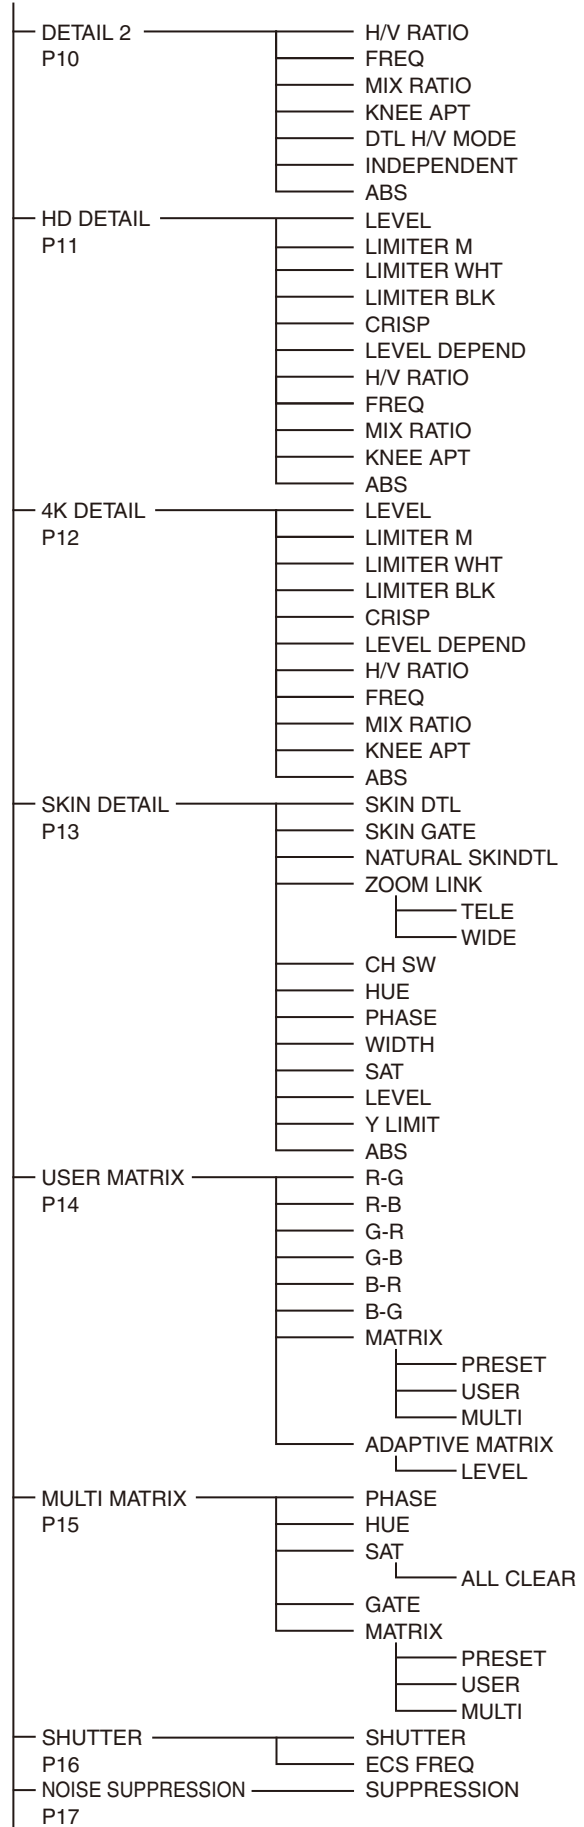 DETAIL 2
P10
H/V RATIO
FREQ
MIX RATIO
KNEE APT
DTL H/V MODE
INDEPENDENT
ABS
HD DETAIL
P11
LEVEL
LIMITER M
LIMITER WHT
LIMITER BLK
CRISP
LEVEL DEPEND
H/V RATIO
FREQ
MIX RATIO
KNEE APT
ABS
4K DETAIL
P12
LEVEL
LIMITER M
LIMITER WHT
LIMITER BLK
CRISP
LEVEL DEPEND
H/V RATIO
FREQ
MIX RATIO
KNEE APT
ABS
SKIN DETAIL
P13
SKIN DTL
SKIN GATE
NATURAL SKINDTL
ZOOM LINK
TELE
WIDE
CH SW
HUE
PHASE
WIDTH
SAT
LEVEL
Y LIMIT
ABS
USER MATRIX
P14
R-G
R-B
G-R
G-B
B-R
B-G
MATRIX
PRESET
USER
MULTI
ADAPTIVE MATRIX
LEVEL
MULTI MATRIX
P15
PHASE
HUE
SAT
ALL CLEAR
GATE
MATRIX
PRESET
USER
MULTI
SHUTTER
P16
SHUTTER
ECS FREQ
NOISE SUPPRESSION
P17
SUPPRESSION